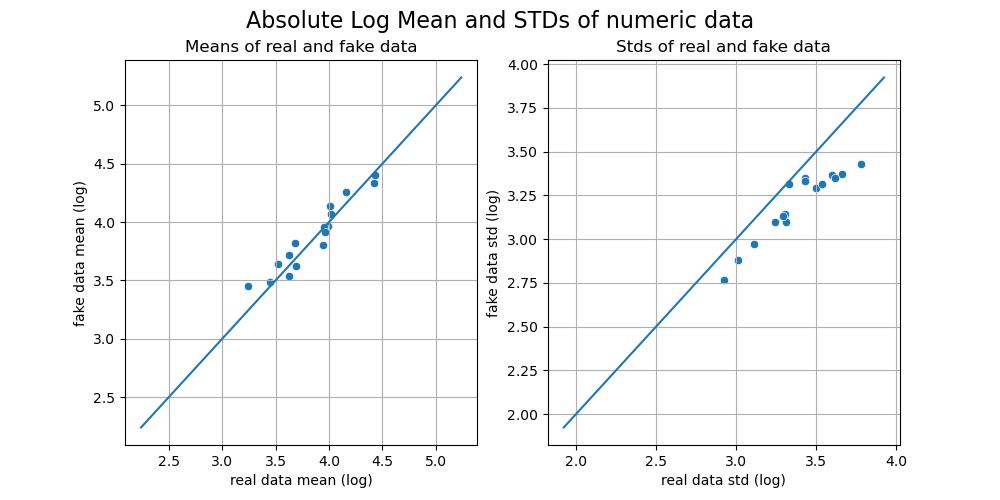 Absolute Log Mean and STDs of numeric data
Means of real and fake data
fake data mean (log)
5.0
4.5
4.0
3.5
3.0
2.5
2.5 3.0 3.5 4.0 4.5 5.0
real data mean (log)
Stds of real and fake data
fake data std (log)
4.00
3.75
3.50
3.25
3.00
2.75
2.50
2.25
2.00
2.0 2.5 3.0 3.5 4.0
real data std (log)